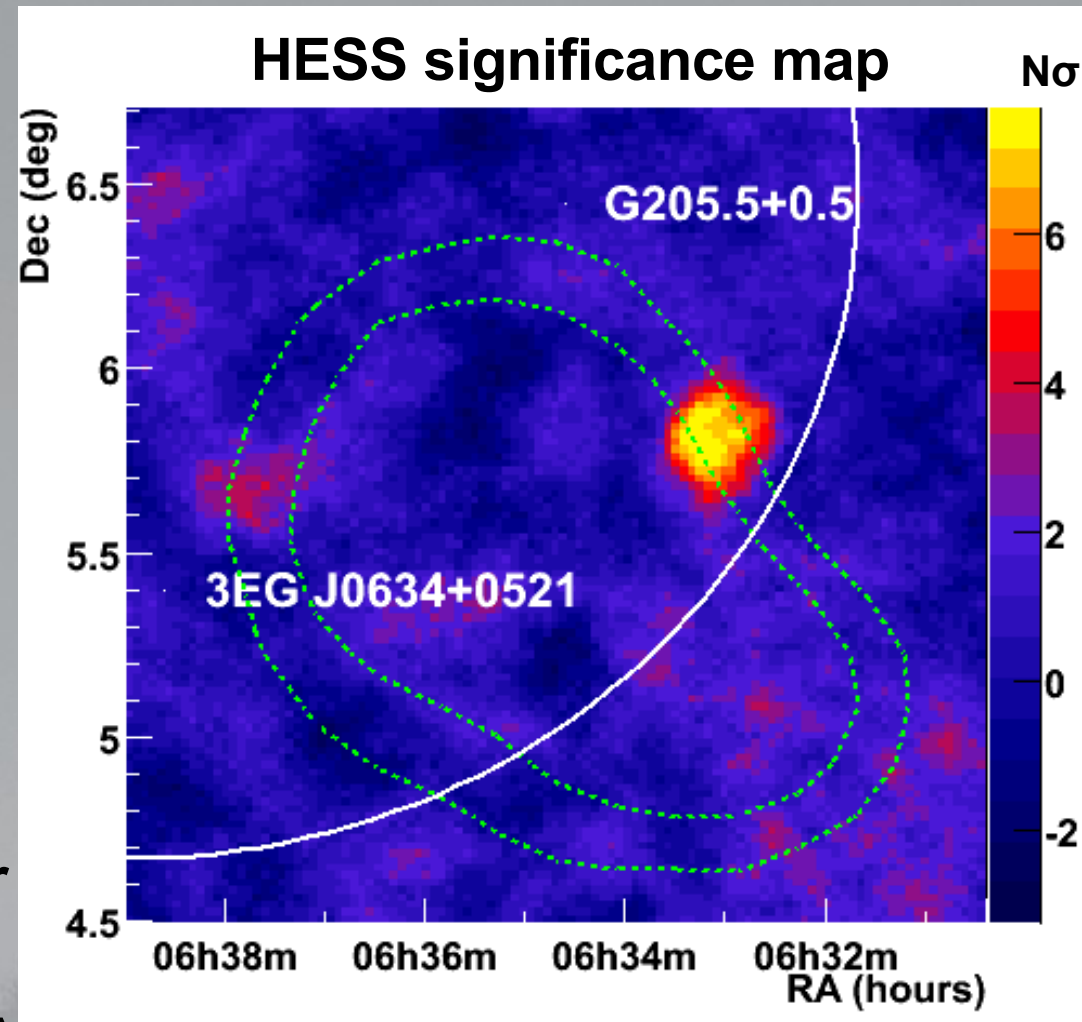 HESS significance map
Nσ
Dec (deg)
6.5
6
5.5
5
4.5
G205.5+0.5
3EG J0634+0521
6
4
2
0
-2
06h38m
06h36m
06h34m
06h32m
RA (hours)